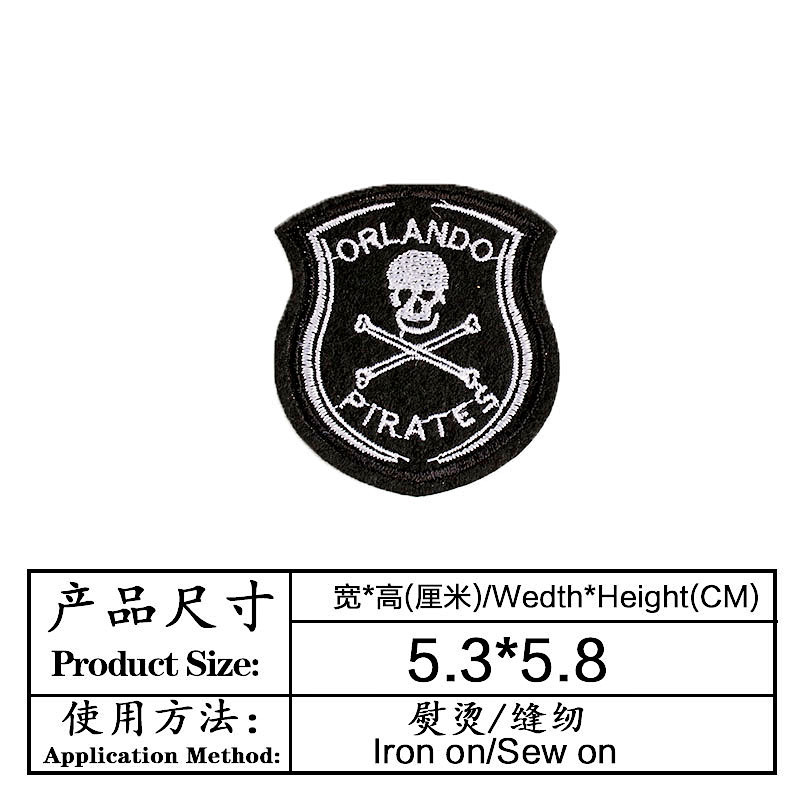 ORLANDO
PIRATES
产品尺寸
Product Size:
宽*高(厘米)/Wedth*Height(CM)
5.3*5.8
使用方法：
Application Method:
熨烫/缝纫
Iron on/Sew on